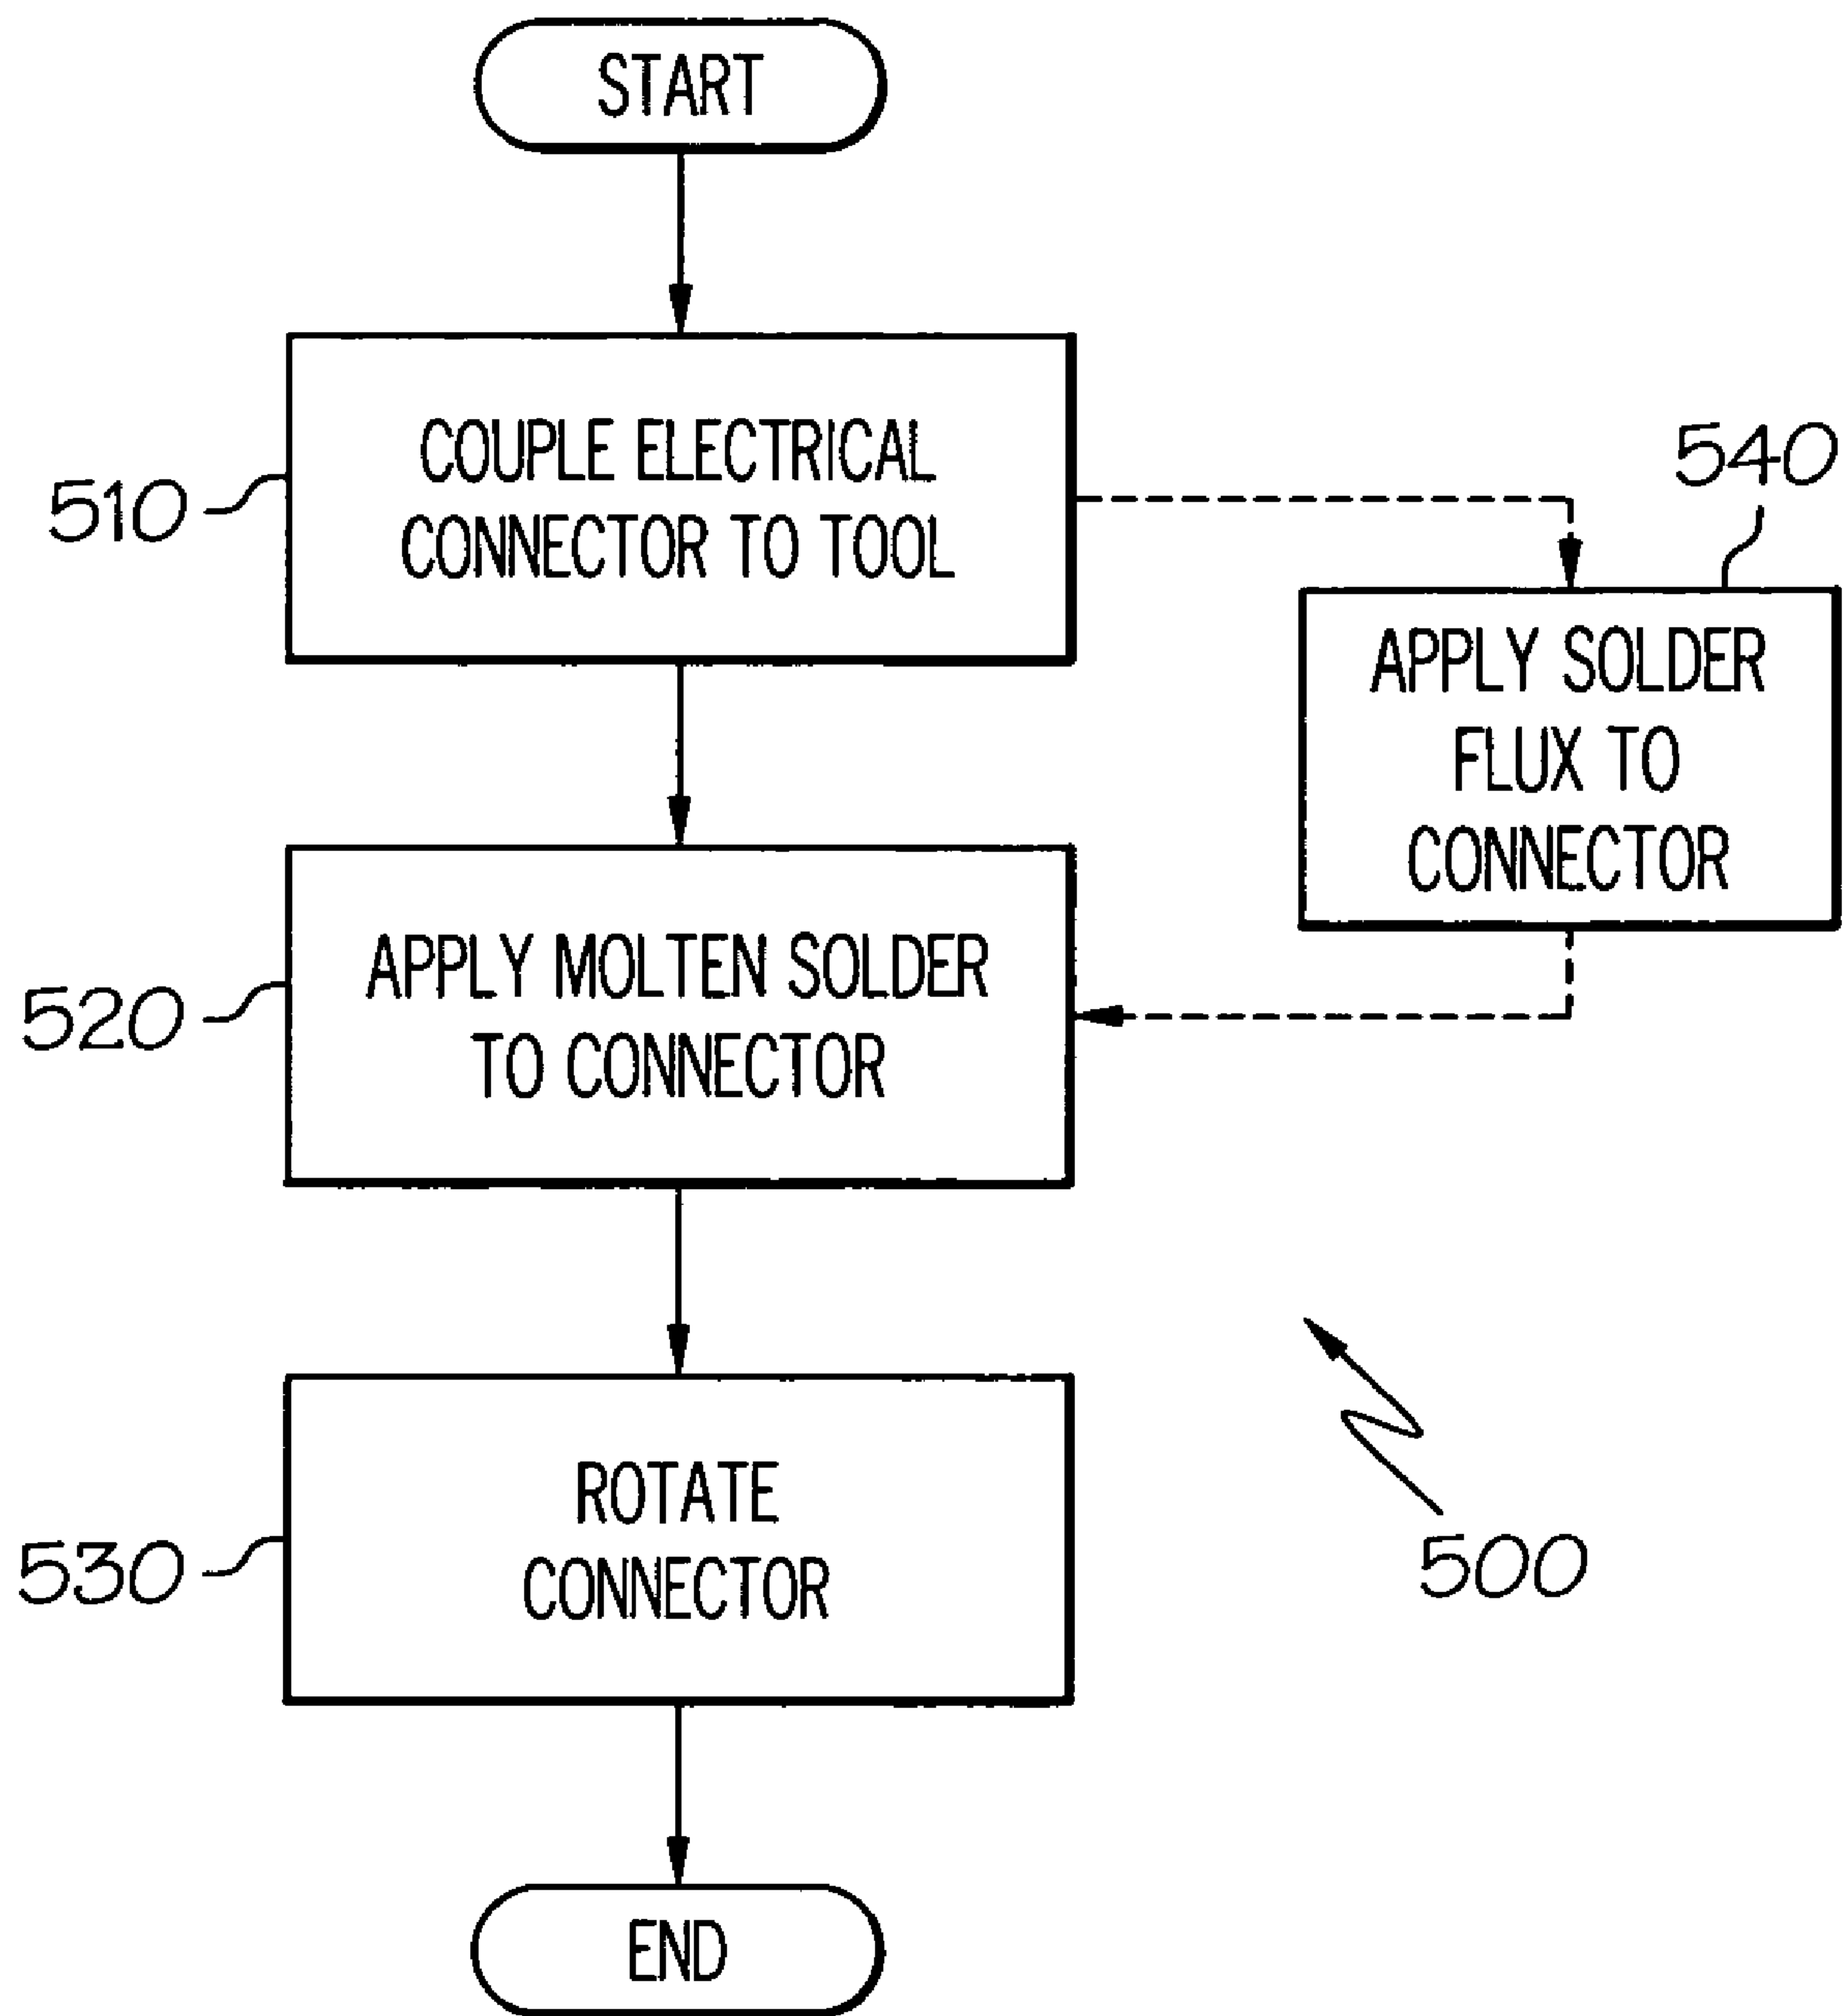 START
510
COUPLE ELECTRICAL
CONNECTOR TO TOOL
540
APPLY SOLDER
FLUX TO
CONNECTOR
520
APPLY MOLTEN SOLDER
TO CONNECTOR
530
ROTATE
CONNECTOR
500
END